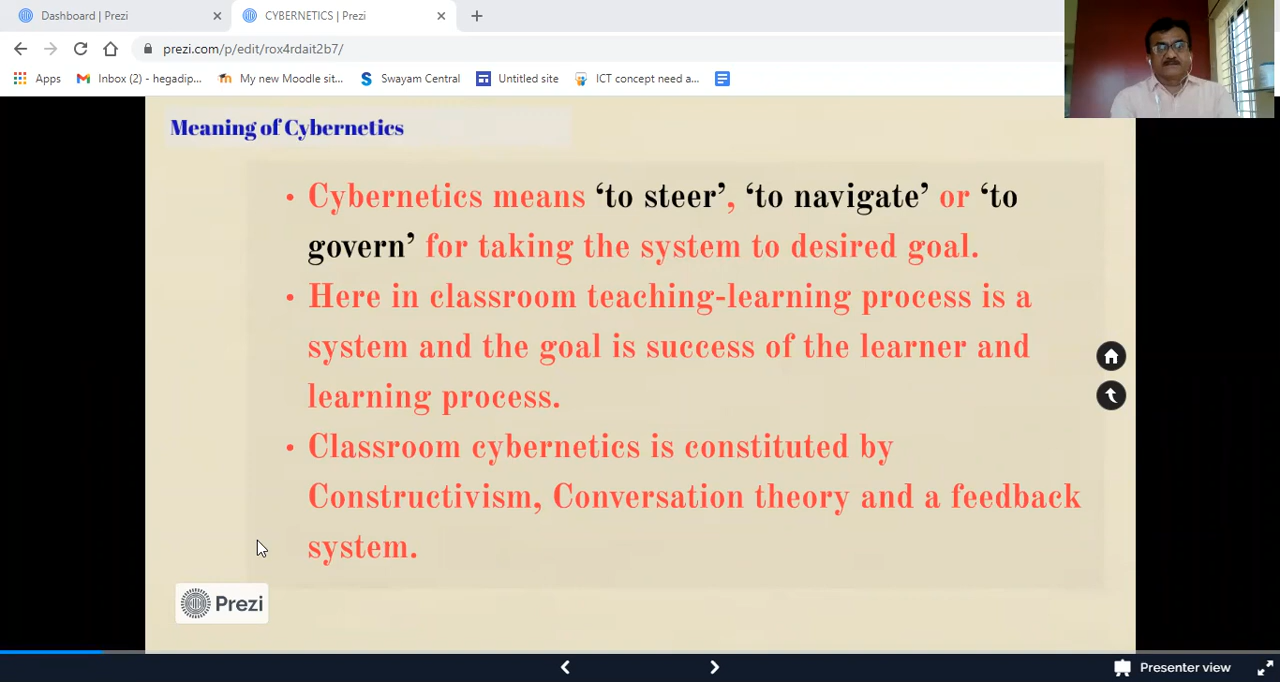 Dashboard | Prezi
CYBERNETICS | Prezi
prezi.com/p/edit/rox4rdait2b7/
Apps
Inbox (2) - hegadip...
My new Moodle sit...
Swayam Central
Untitled site
ICT concept need a...
Meaning of Cybernetics
• Cybernetics means ‘to steer’, ‘to navigate’ or ‘to
govern’ for taking the system to desired goal.
• Here in classroom teaching-learning process is a
system and the goal is success of the learner and
learning process.
• Classroom cybernetics is constituted by
Constructivism, Conversation theory and a feedback
system.
Prezi
Presenter view